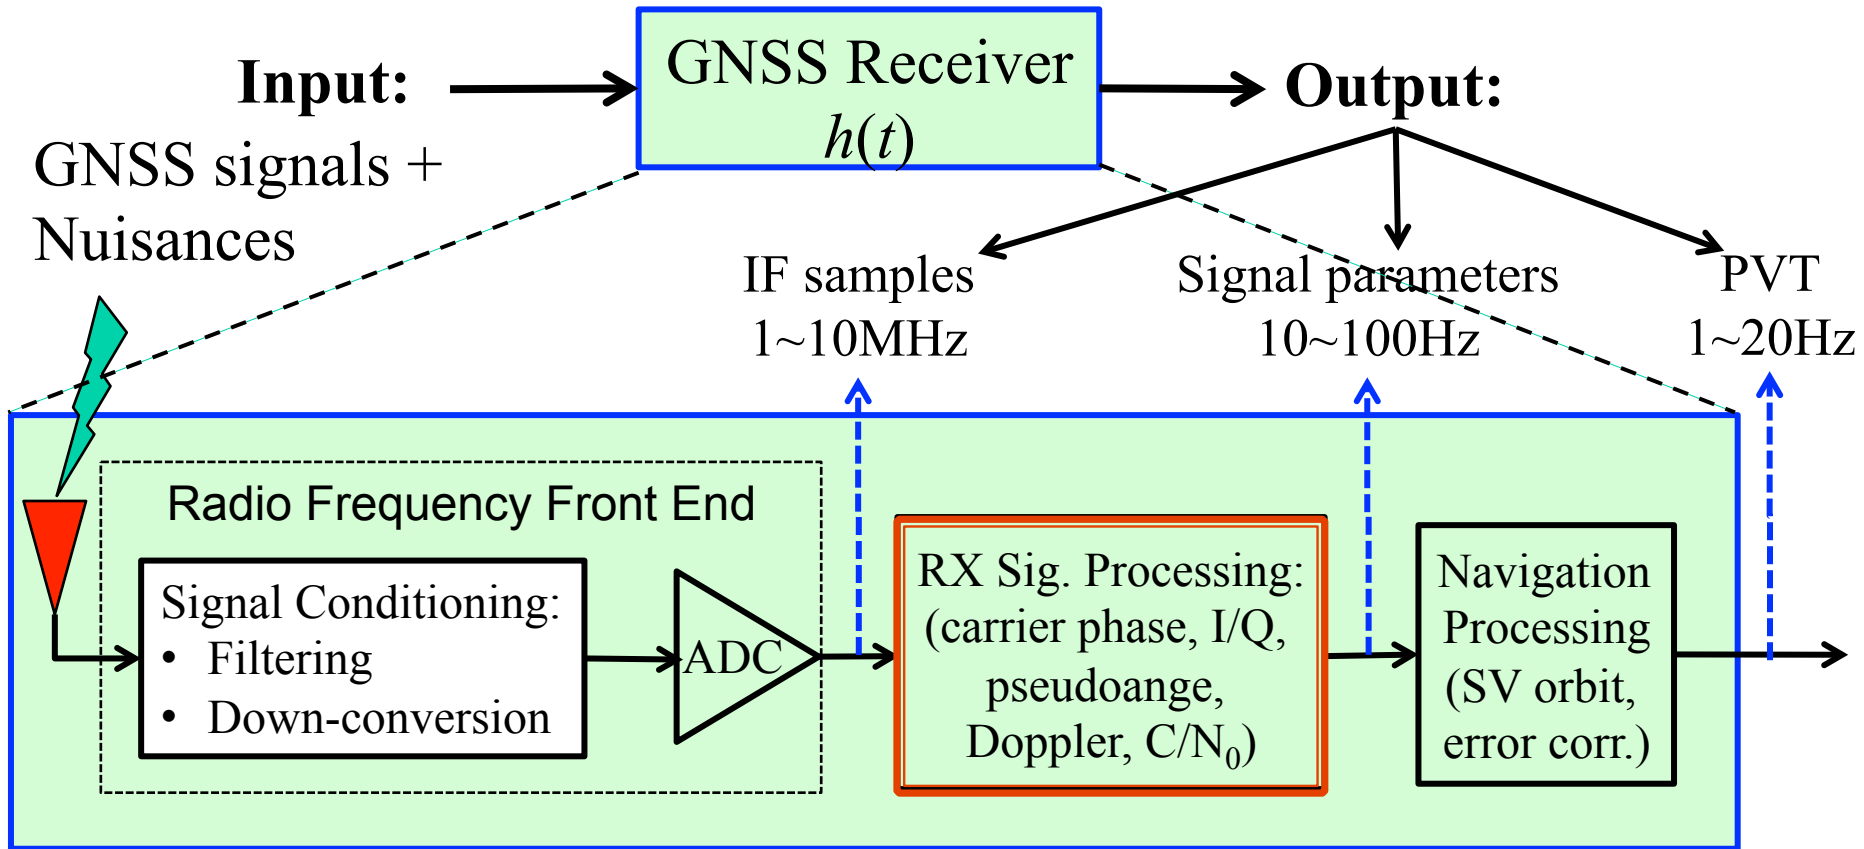 GNSS Receiver
h(t)
Input:
Output:
GNSS signals +
Nuisances
IF samples
1~10MHz
Signal parameters
10~100Hz
PVT
1~20Hz
Radio Frequency Front End
Signal Conditioning:
• Filtering
• Down-conversion
ADC
RX Sig. Processing:
(carrier phase, I/Q,
pseudoange,
Doppler, C/N₀)
Navigation
Processing
(SV orbit,
error corr.)